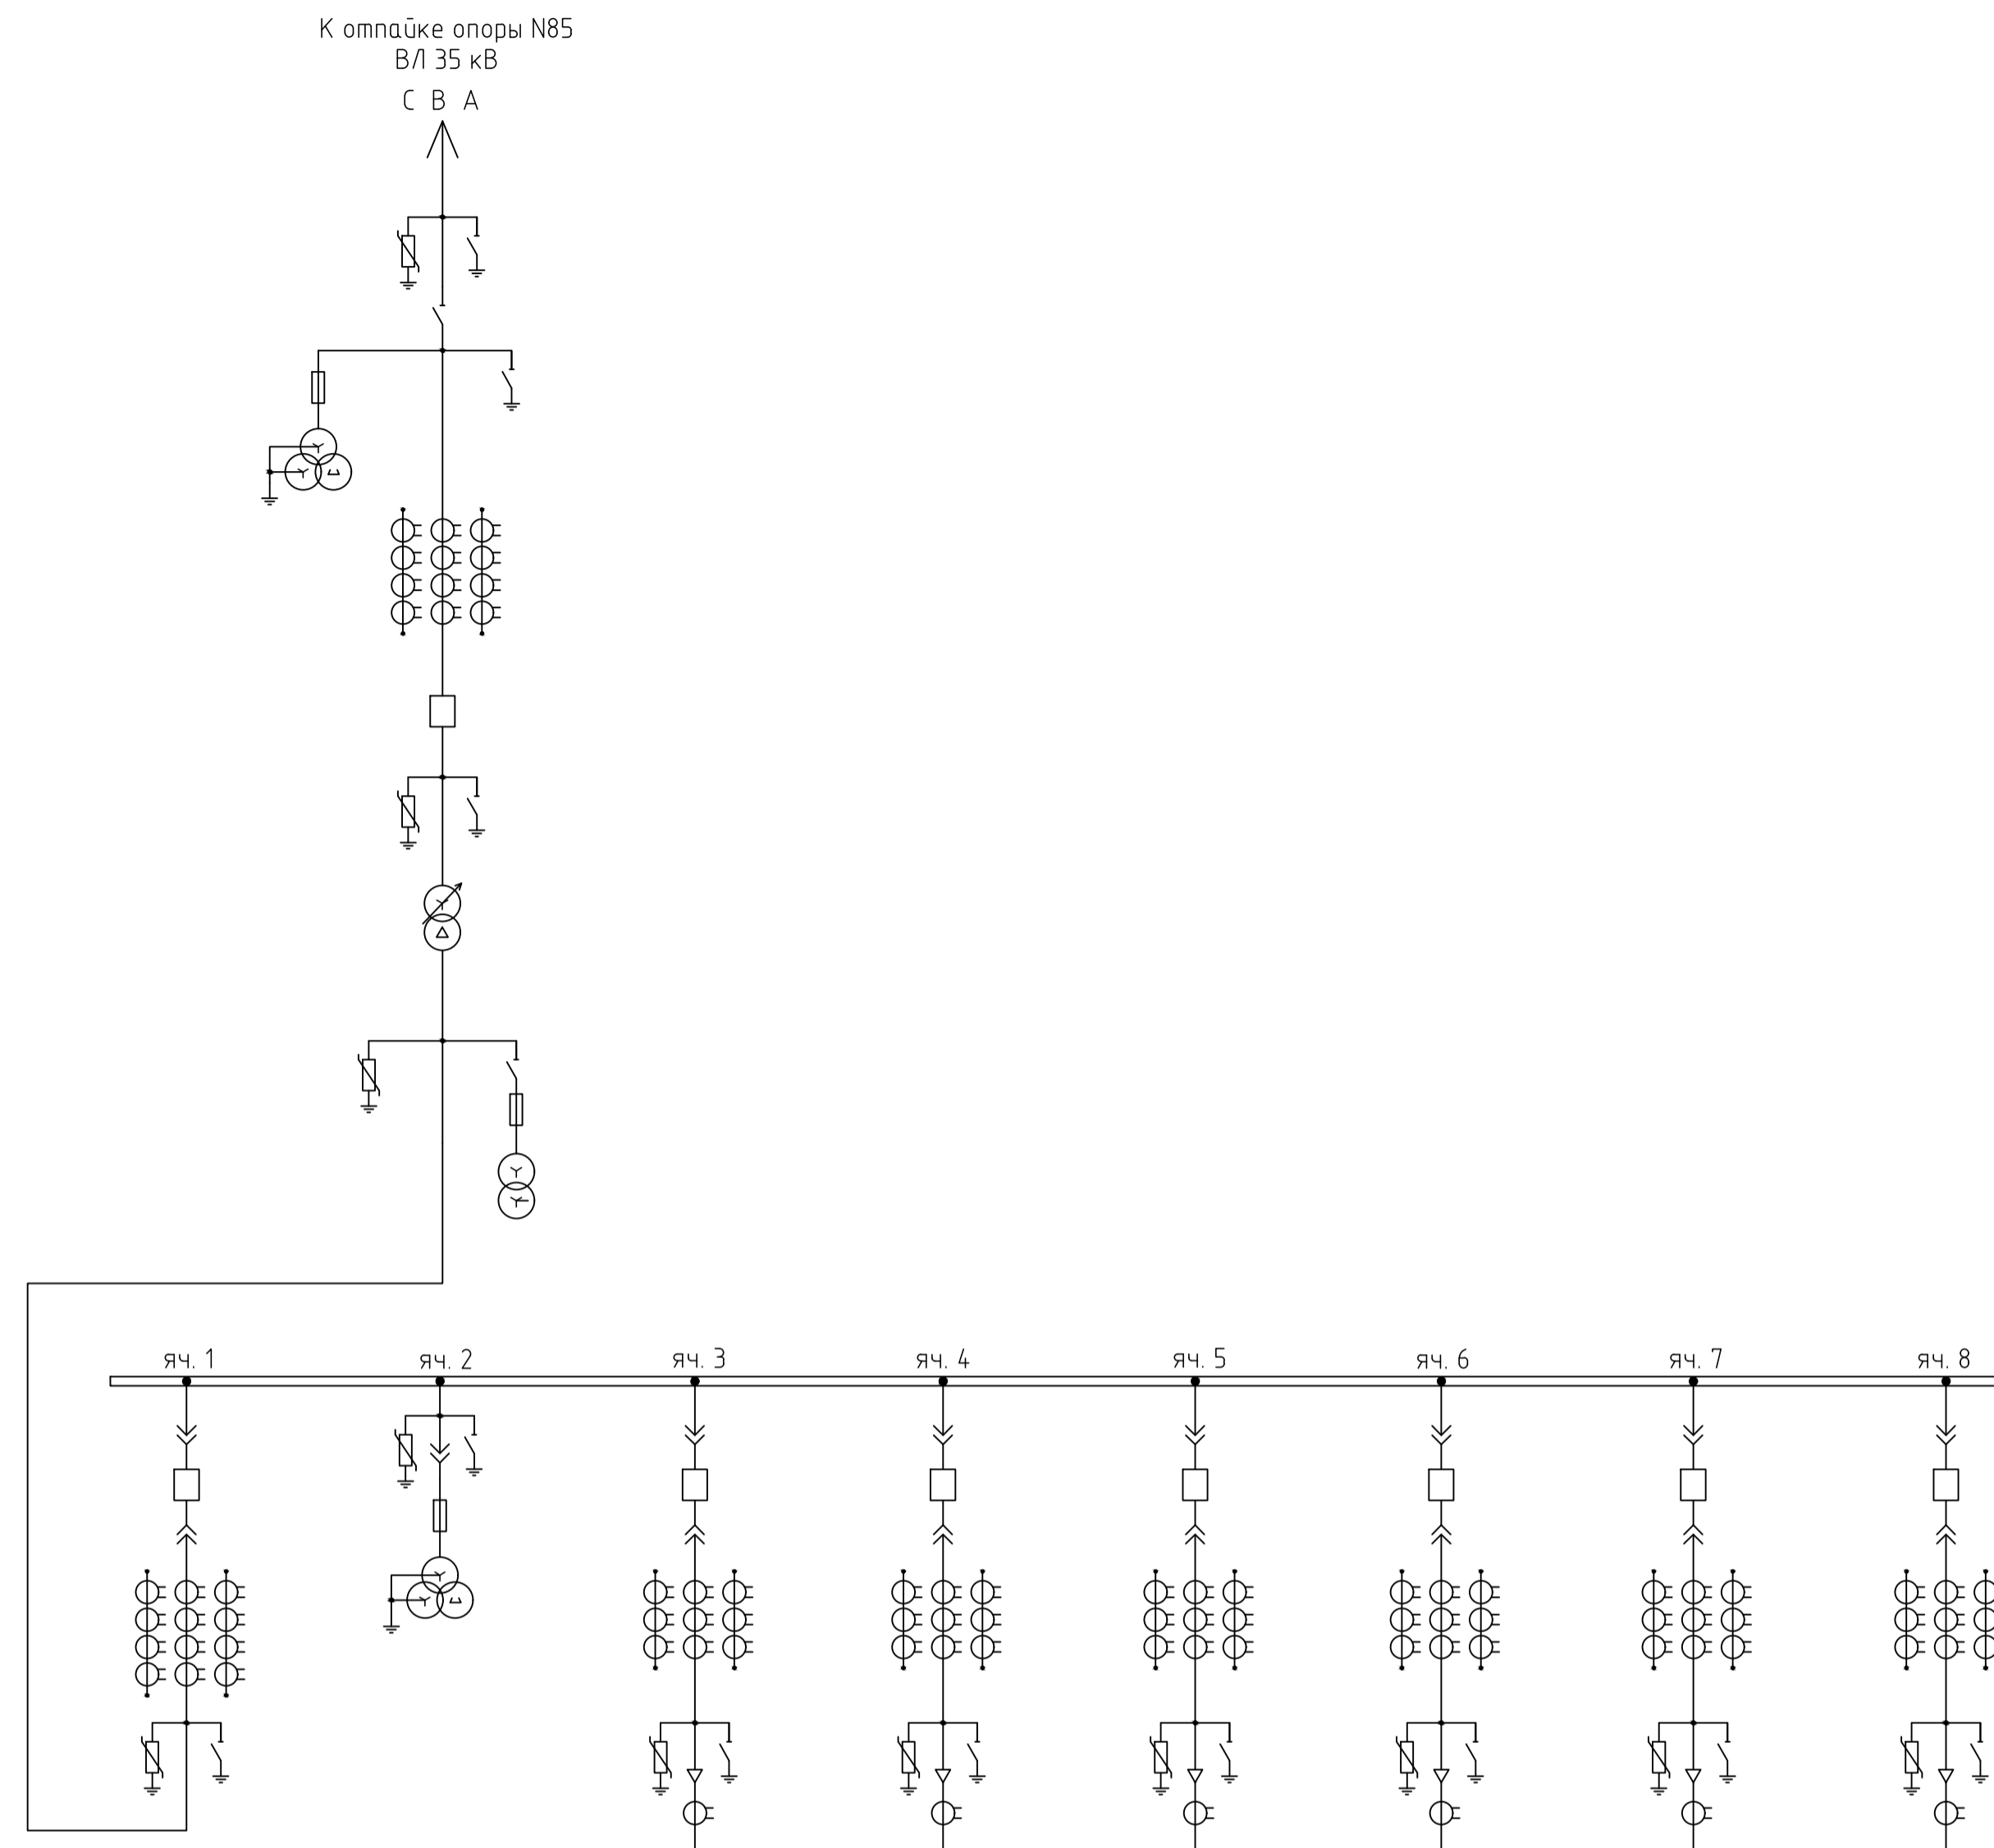 К отпайке опоры N85
ВЛ 35 кВ
С В А
яч. 1
яч. 2
яч. 3
яч. 4
яч. 5
яч. 6
яч. 7
яч. 8